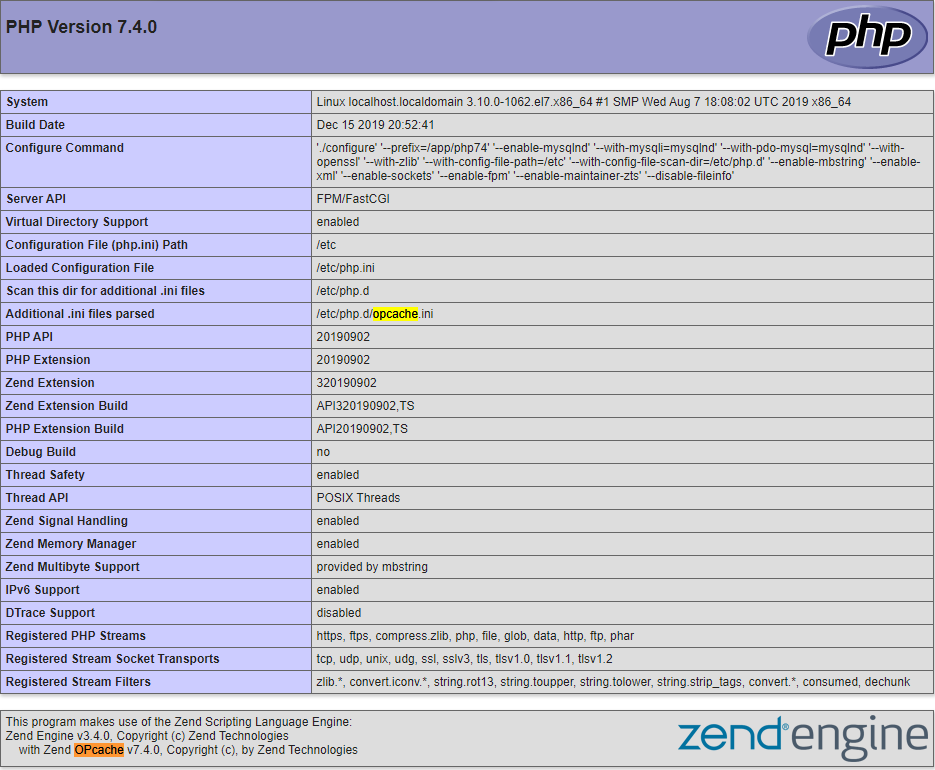 PHP Version 7.4.0
php
System Linux localhost.localdomain 3.10.0-1062.el7.x86_64 #1 SMP Wed Aug 7 18:08:02 UTC 2019 x86_64
Build Date Dec 15 2019 20:52:41
Configure Command './configure' '--prefix=/app/php74' '--enable-mysqlnd' '--with-mysqli=mysqlnd' '--with-pdo-mysql=mysqlnd' '--with-
openssl' '--with-zlib' '--with-config-file-path=/etc' '--with-config-file-scan-dir=/etc/php.d' '--enable-mbstring' '--enable-
xml' '--enable-sockets' '--enable-fpm' '--enable-maintainer-zts' '--disable-fileinfo'
Server API FPM/FastCGI
Virtual Directory Support enabled
Configuration File (php.ini) Path /etc
Loaded Configuration File /etc/php.ini
Scan this dir for additional .ini files /etc/php.d
Additional .ini files parsed /etc/php.d/opcache.ini
PHP API 20190902
PHP Extension 20190902
Zend Extension 320190902
Zend Extension Build API320190902,TS
PHP Extension Build API20190902,TS
Debug Build no
Thread Safety enabled
Thread API POSIX Threads
Zend Signal Handling enabled
Zend Memory Manager enabled
Zend Multibyte Support provided by mbstring
IPv6 Support enabled
DTrace Support disabled
Registered PHP Streams https, ftps, compress.zlib, php, file, glob, data, http, ftp, phar
Registered Stream Socket Transports tcp, udp, unix, udg, ssl, sslv3, tls, tlsv1.0, tlsv1.1, tlsv1.2
Registered Stream Filters zlib.*, convert.iconv.*, string.rot13, string.toupper, string.tolower, string.strip_tags, convert.*, consumed, dechunk
This program makes use of the Zend Scripting Language Engine:
Zend Engine v3.4.0, Copyright (c) Zend Technologies
with Zend OPcache v7.4.0, Copyright (c), by Zend Technologies
zend® engine